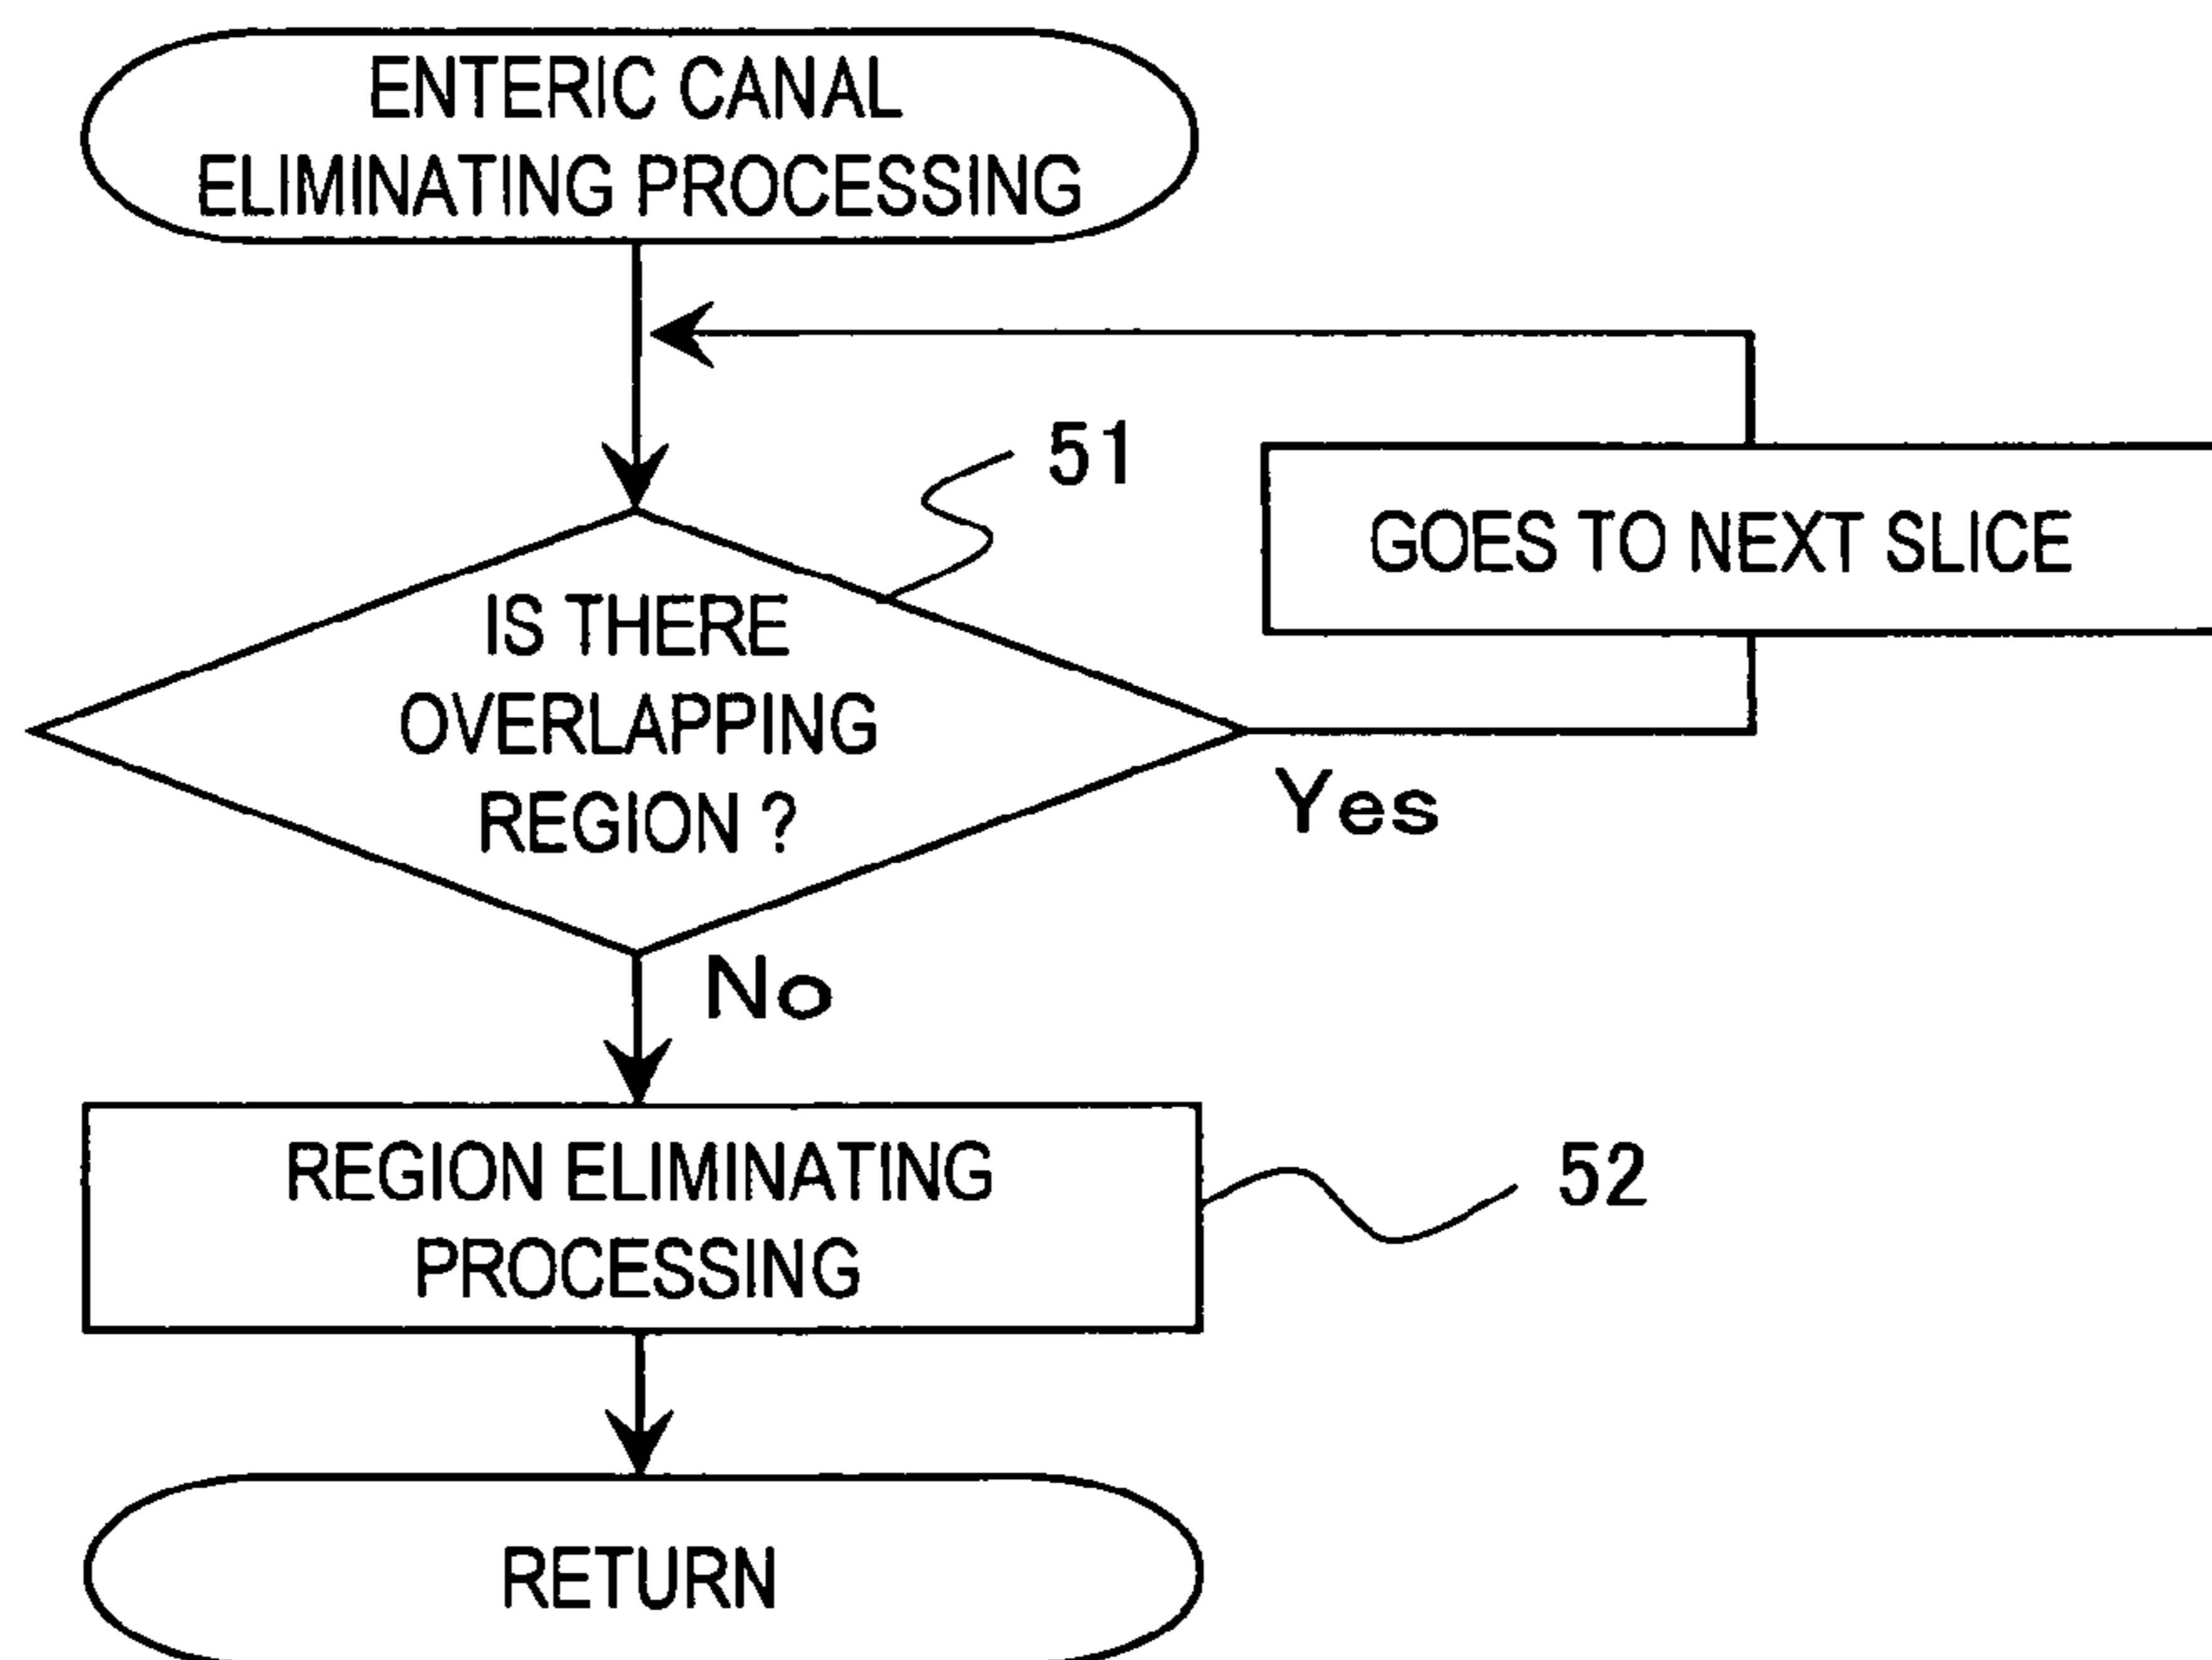 ENTERIC CANAL
ELIMINATING PROCESSING
51
GOES TO NEXT SLICE
IS THERE
OVERLAPPING
REGION ?
Yes
No
REGION ELIMINATING
PROCESSING
52
RETURN